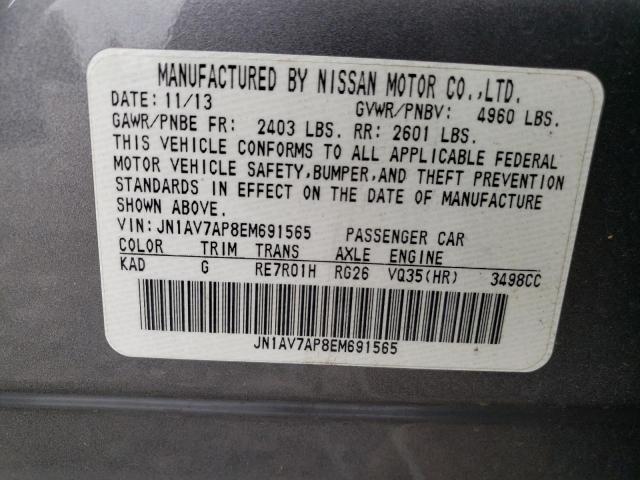 MANUFACTURED BY NISSAN MOTOR CO.,LTD.
DATE: 11/13 GVWR/PNBV: 4960 LBS.
GAWR/PNBE FR: 2403 LBS. RR: 2601 LBS.
THIS VEHICLE CONFORMS TO ALL APPLICABLE FEDERAL
MOTOR VEHICLE SAFETY,BUMPER,AND THEFT PREVENTION
STANDARDS IN EFFECT ON THE DATE OF MANUFACTURE
SHOWN ABOVE.
VIN:JN1AV7AP8EM691565 PASSENGER CAR
COLOR TRIM TRANS AXLE ENGINE
KAD G RE7R01H RG26 VQ35(HR) 3498CC
JN1AV7AP8EM691565